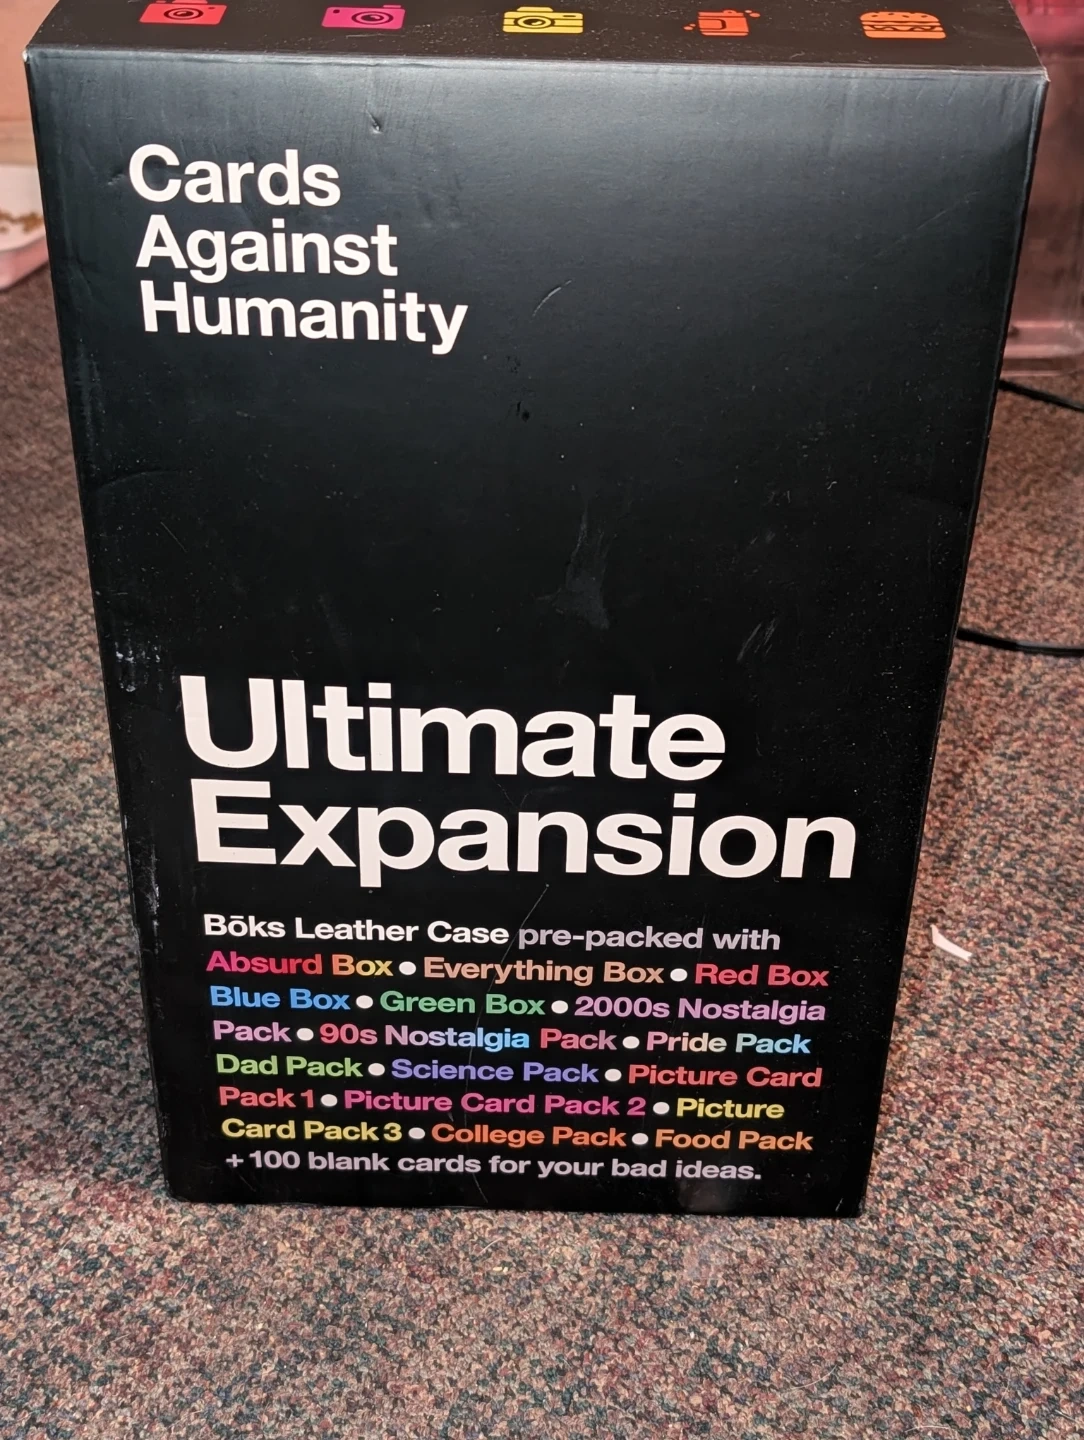 Cards
Against
Humanity
Ultimate
Expansion
Bōks Leather Case pre-packed with
Absurd Box • Everything Box • Red Box
Blue Box • Green Box • 2000s Nostalgia
Pack • 90s Nostalgia Pack • Pride Pack
Dad Pack • Science Pack • Picture Card
Pack 1 • Picture Card Pack 2 • Picture
Card Pack 3 • College Pack • Food Pack
+ 100 blank cards for your bad ideas.